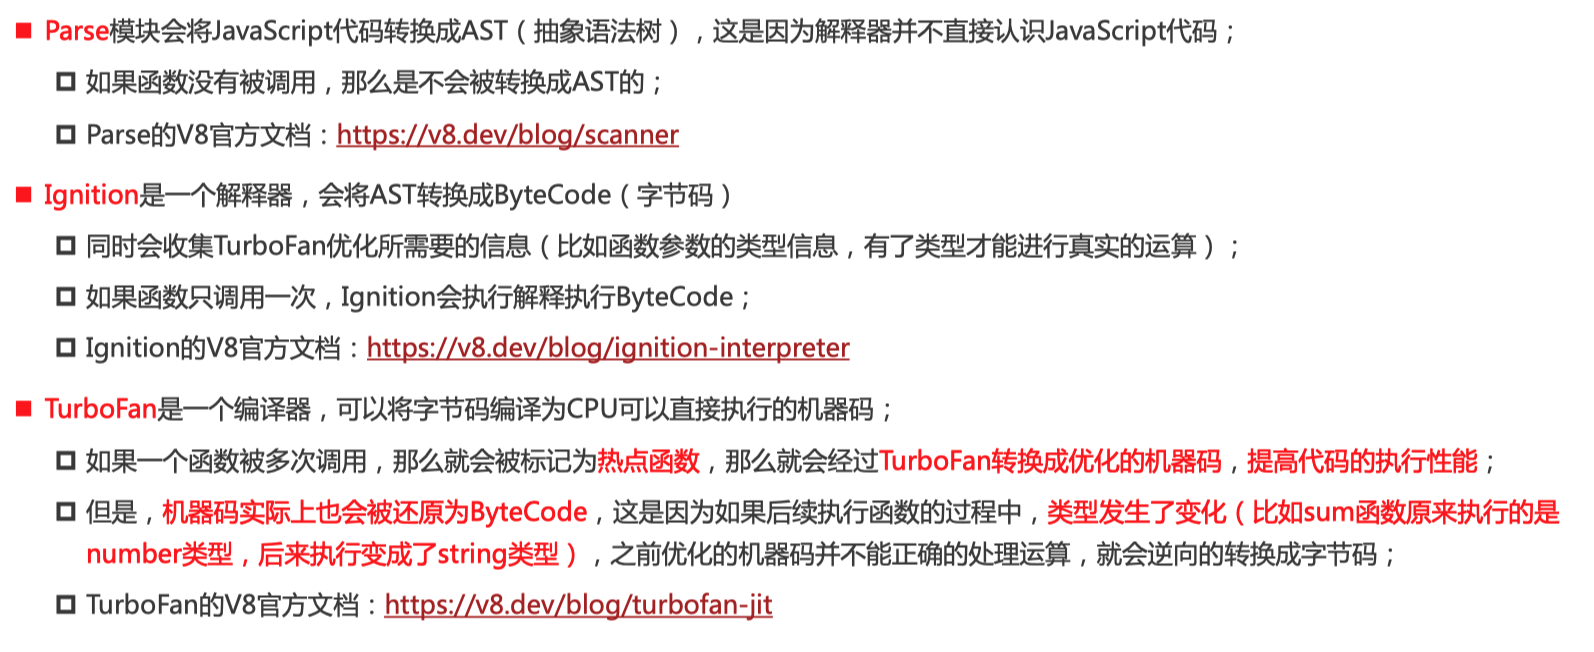 Parse模块会将JavaScript代码转换成AST（抽象语法树），这是因为解释器并不直接认识JavaScript代码；
如果函数没有被调用，那么是不会被转换成AST的；
Parse的V8官方文档：https://v8.dev/blog/scanner
Ignition是一个解释器，会将AST转换成ByteCode（字节码）
同时会收集TurboFan优化所需要的信息（比如函数参数的类型信息，有了类型才能进行真实的运算）；
如果函数只调用一次，Ignition会执行解释执行ByteCode；
Ignition的V8官方文档：https://v8.dev/blog/ignition-interpreter
TurboFan是一个编译器，可以将字节码编译为CPU可以直接执行的机器码；
如果一个函数被多次调用，那么就会被标记为热点函数，那么就会经过TurboFan转换成优化的机器码，提高代码的执行性能；
但是，机器码实际上也会被还原为ByteCode，这是因为如果后续执行函数的过程中，类型发生了变化（比如sum函数原来执行的是
number类型，后来执行变成了string类型），之前优化的机器码并不能正确的处理运算，就会逆向的转换成字节码；
TurboFan的V8官方文档：https://v8.dev/blog/turbofan-jit